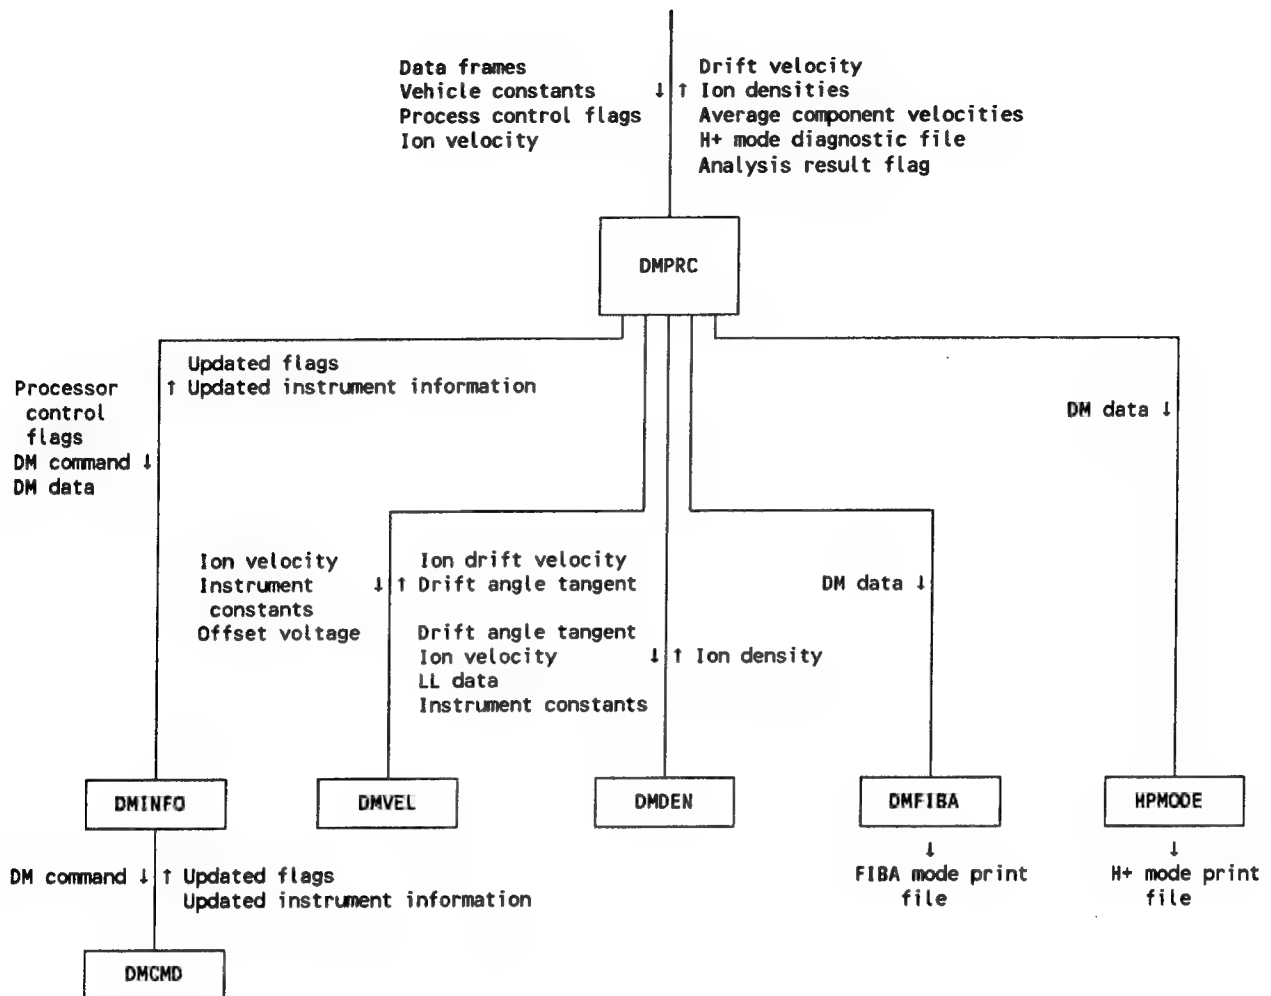 Data frames
Vehicle constants ↓
Process control flags
Ion velocity
Drift velocity
↑ Ion densities
Average component velocities
H+ mode diagnostic file
Analysis result flag
DMPRC
Updated flags
↑ Updated instrument information
Processor
control
flags
DM command ↓
DM data
DM data ↓
Ion velocity
Instrument ↓
constants
Offset voltage
Ion drift velocity
↑ Drift angle tangent
Drift angle tangent
Ion velocity ↓
LL data
Instrument constants
↑ Ion density
DM data ↓
DMINFO
DMVEL
DMDEN
DMFIBA
HPMODE
DM command ↓
↑ Updated flags
Updated instrument information
↓
FIBA mode print
file
↓
H+ mode print
file
DMCMD